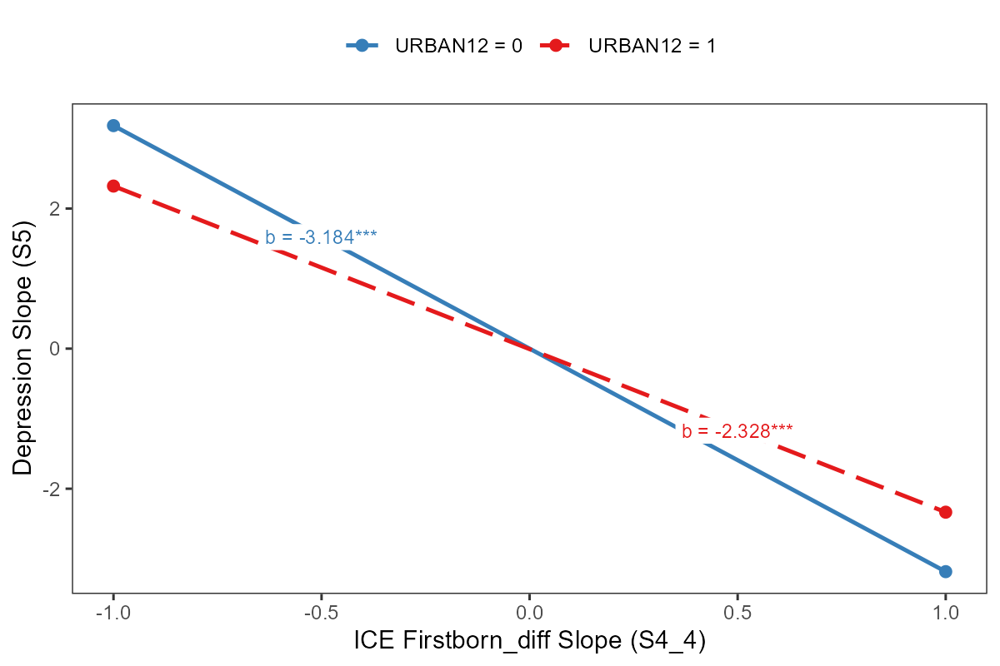 URBAN12 = 0 URBAN12 = 1
b = -3.184***
b = -2.328***
2
0
-2
Depression Slope (S5)
-1.0 -0.5 0.0 0.5 1.0
ICE Firstborn_diff Slope (S4_4)